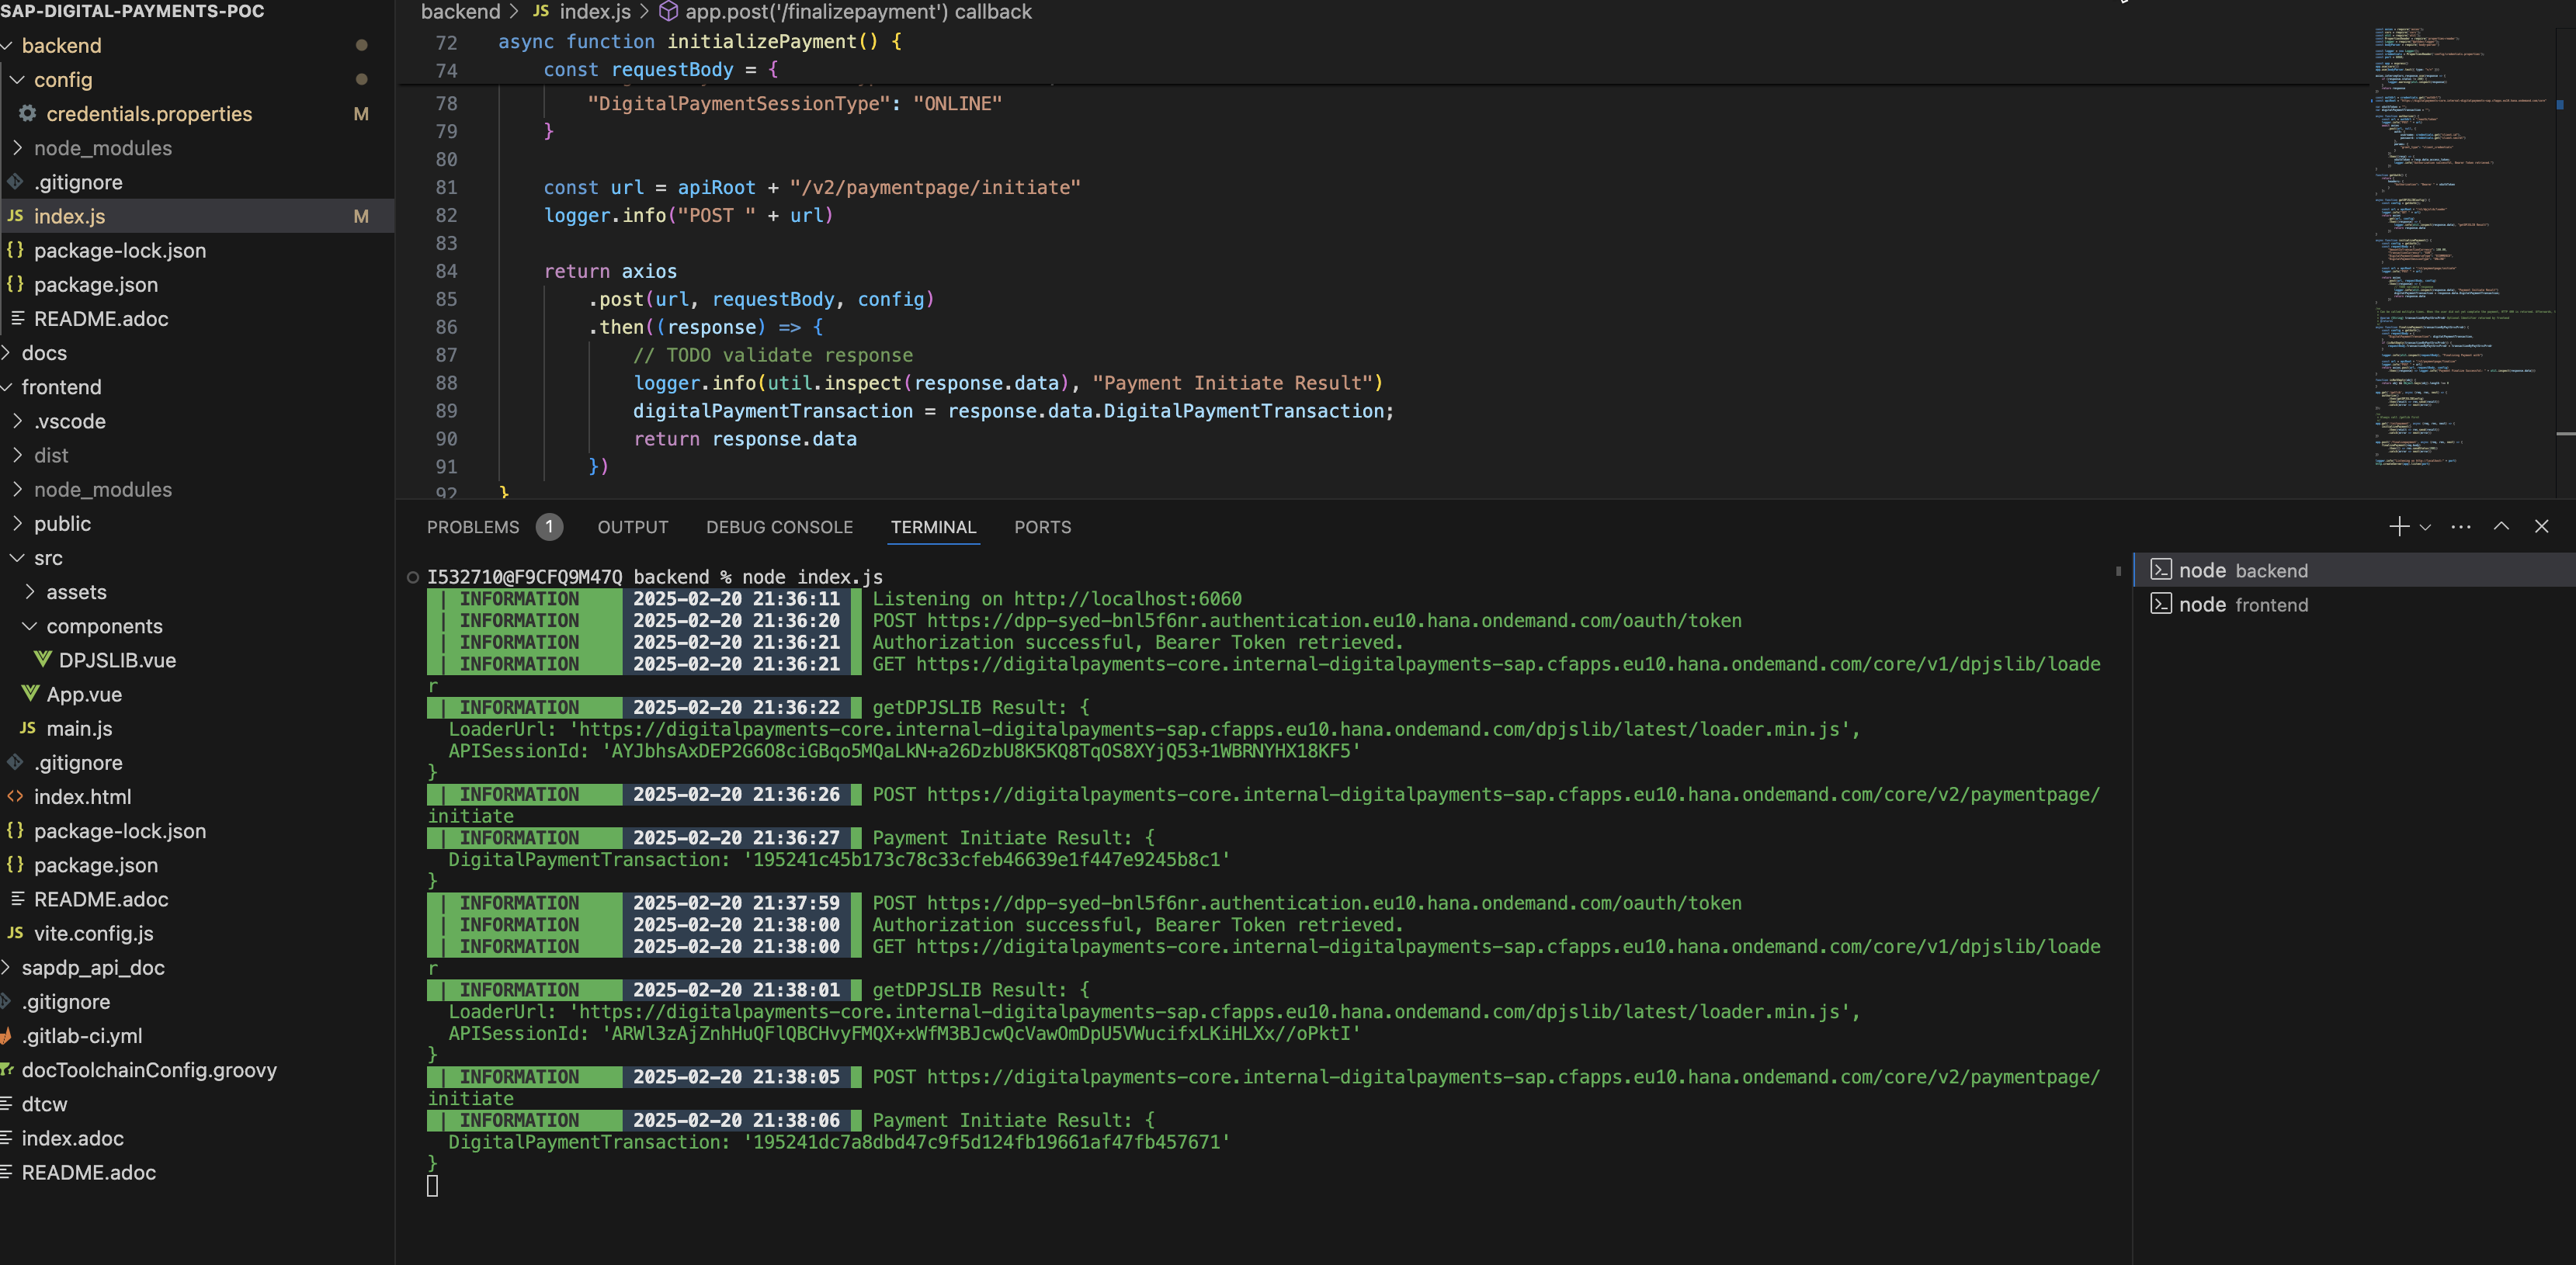 SAP-DIGITAL-PAYMENTS-POC
backend
config
credentials.properties M
node_modules
.gitignore
JS index.js M
{} package-lock.json
{} package.json
README.adoc
docs
frontend
.vscode
dist
node_modules
public
src
assets
components
DPJSLIB.vue
App.vue
JS main.js
.gitignore
<> index.html
{} package-lock.json
{} package.json
README.adoc
JS vite.config.js
sapdp_api_doc
.gitignore
.gitlab-ci.yml
docToolchainConfig.groovy
dtcw
index.adoc
README.adoc
backend > JS index.js > app.post('/finalizepayment') callback
72 async function initializePayment() {
74 const requestBody = {
78 "DigitalPaymentSessionType": "ONLINE"
79 }
80
81 const url = apiRoot + "/v2/paymentpage/initiate"
82 logger.info("POST " + url)
83
84 return axios
85 .post(url, requestBody, config)
86 .then((response) => {
87 // TODO validate response
88 logger.info(util.inspect(response.data), "Payment Initiate Result")
89 digitalPaymentTransaction = response.data.DigitalPaymentTransaction;
90 return response.data
91 })
92 }
PROBLEMS 1 OUTPUT DEBUG CONSOLE TERMINAL PORTS
I532710@F9CFQ9M47Q backend % node index.js
| INFORMATION 2025-02-20 21:36:11 Listening on http://localhost:6060
| INFORMATION 2025-02-20 21:36:20 POST https://dpp-syed-bnl5f6nr.authentication.eu10.hana.ondemand.com/oauth/token
| INFORMATION 2025-02-20 21:36:21 Authorization successful, Bearer Token retrieved.
| INFORMATION 2025-02-20 21:36:21 GET https://digitalpayments-core.internal-digitalpayments-sap.cfapps.eu10.hana.ondemand.com/core/v1/dpjslib/loade
r
| INFORMATION 2025-02-20 21:36:22 getDPJSLIB Result: {
LoaderUrl: 'https://digitalpayments-core.internal-digitalpayments-sap.cfapps.eu10.hana.ondemand.com/dpjslib/latest/loader.min.js',
APISessionId: 'AYJbhsAxDEP2G6O8ciGBqo5MQaLkN+a26DzbU8K5KQ8TqOS8XYjQ53+1WBRNYHX18KF5'
}
| INFORMATION 2025-02-20 21:36:26 POST https://digitalpayments-core.internal-digitalpayments-sap.cfapps.eu10.hana.ondemand.com/core/v2/paymentpage/
initiate
| INFORMATION 2025-02-20 21:36:27 Payment Initiate Result: {
DigitalPaymentTransaction: '195241c45b173c78c33cfeb46639e1f447e9245b8c1'
}
| INFORMATION 2025-02-20 21:37:59 POST https://dpp-syed-bnl5f6nr.authentication.eu10.hana.ondemand.com/oauth/token
| INFORMATION 2025-02-20 21:38:00 Authorization successful, Bearer Token retrieved.
| INFORMATION 2025-02-20 21:38:00 GET https://digitalpayments-core.internal-digitalpayments-sap.cfapps.eu10.hana.ondemand.com/core/v1/dpjslib/loade
r
| INFORMATION 2025-02-20 21:38:01 getDPJSLIB Result: {
LoaderUrl: 'https://digitalpayments-core.internal-digitalpayments-sap.cfapps.eu10.hana.ondemand.com/dpjslib/latest/loader.min.js',
APISessionId: 'ARWl3zAjZnhHuQFlQBCHvyFMQX+xWfM3BJcwQcVawOmDpU5VWucifxLKiHLXx//oPktI'
}
| INFORMATION 2025-02-20 21:38:05 POST https://digitalpayments-core.internal-digitalpayments-sap.cfapps.eu10.hana.ondemand.com/core/v2/paymentpage/
initiate
| INFORMATION 2025-02-20 21:38:06 Payment Initiate Result: {
DigitalPaymentTransaction: '195241dc7a8dbd47c9f5d124fb19661af47fb457671'
}
node backend
node frontend